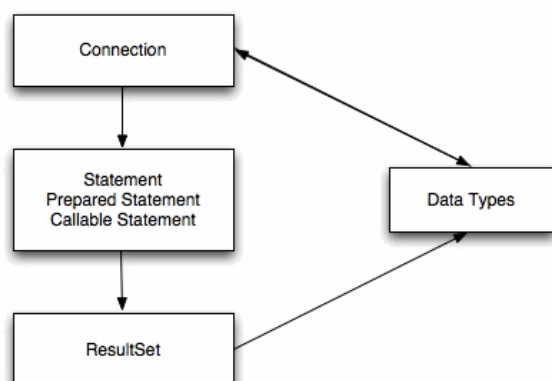 Connection
Statement
Prepared Statement
Callable Statement
Data Types
ResultSet